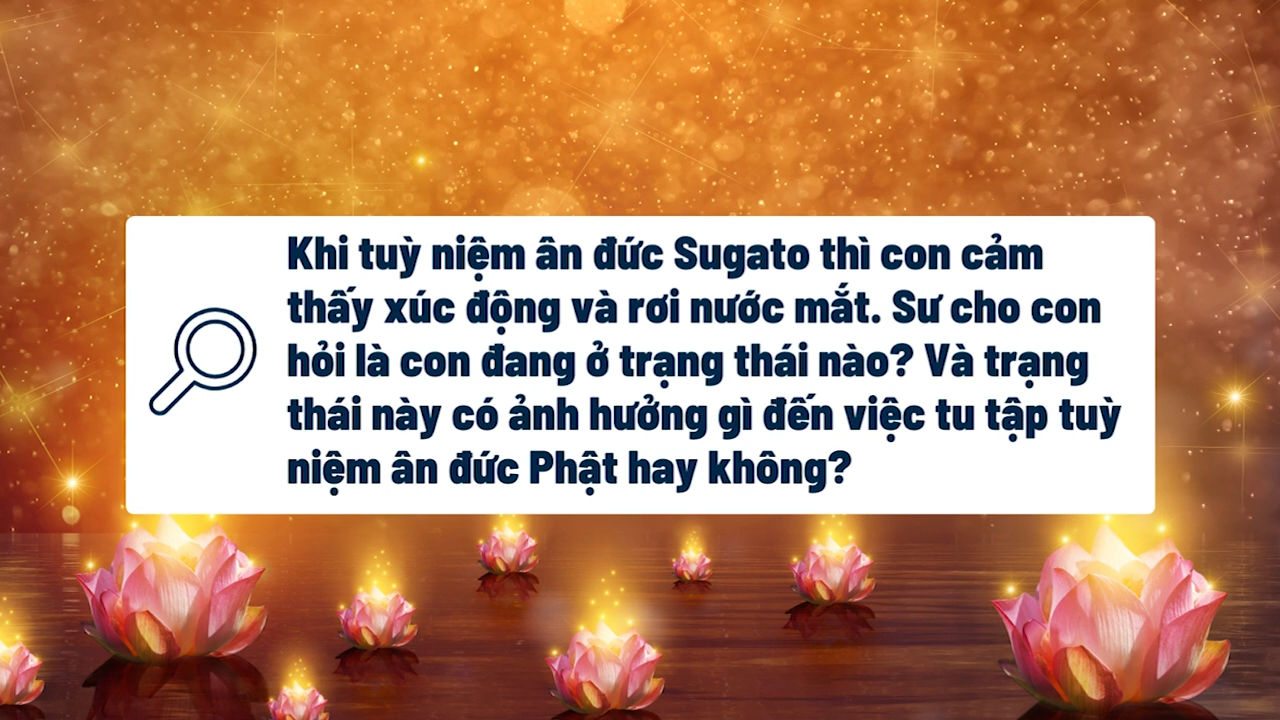 Khi tuỳ niệm ân đức Sugato thì con cảm
thấy xúc động và rơi nước mắt. Sư cho con
hỏi là con đang ở trạng thái nào? Và trạng
thái này có ảnh hưởng gì đến việc tu tập tuỳ
niệm ân đức Phật hay không?